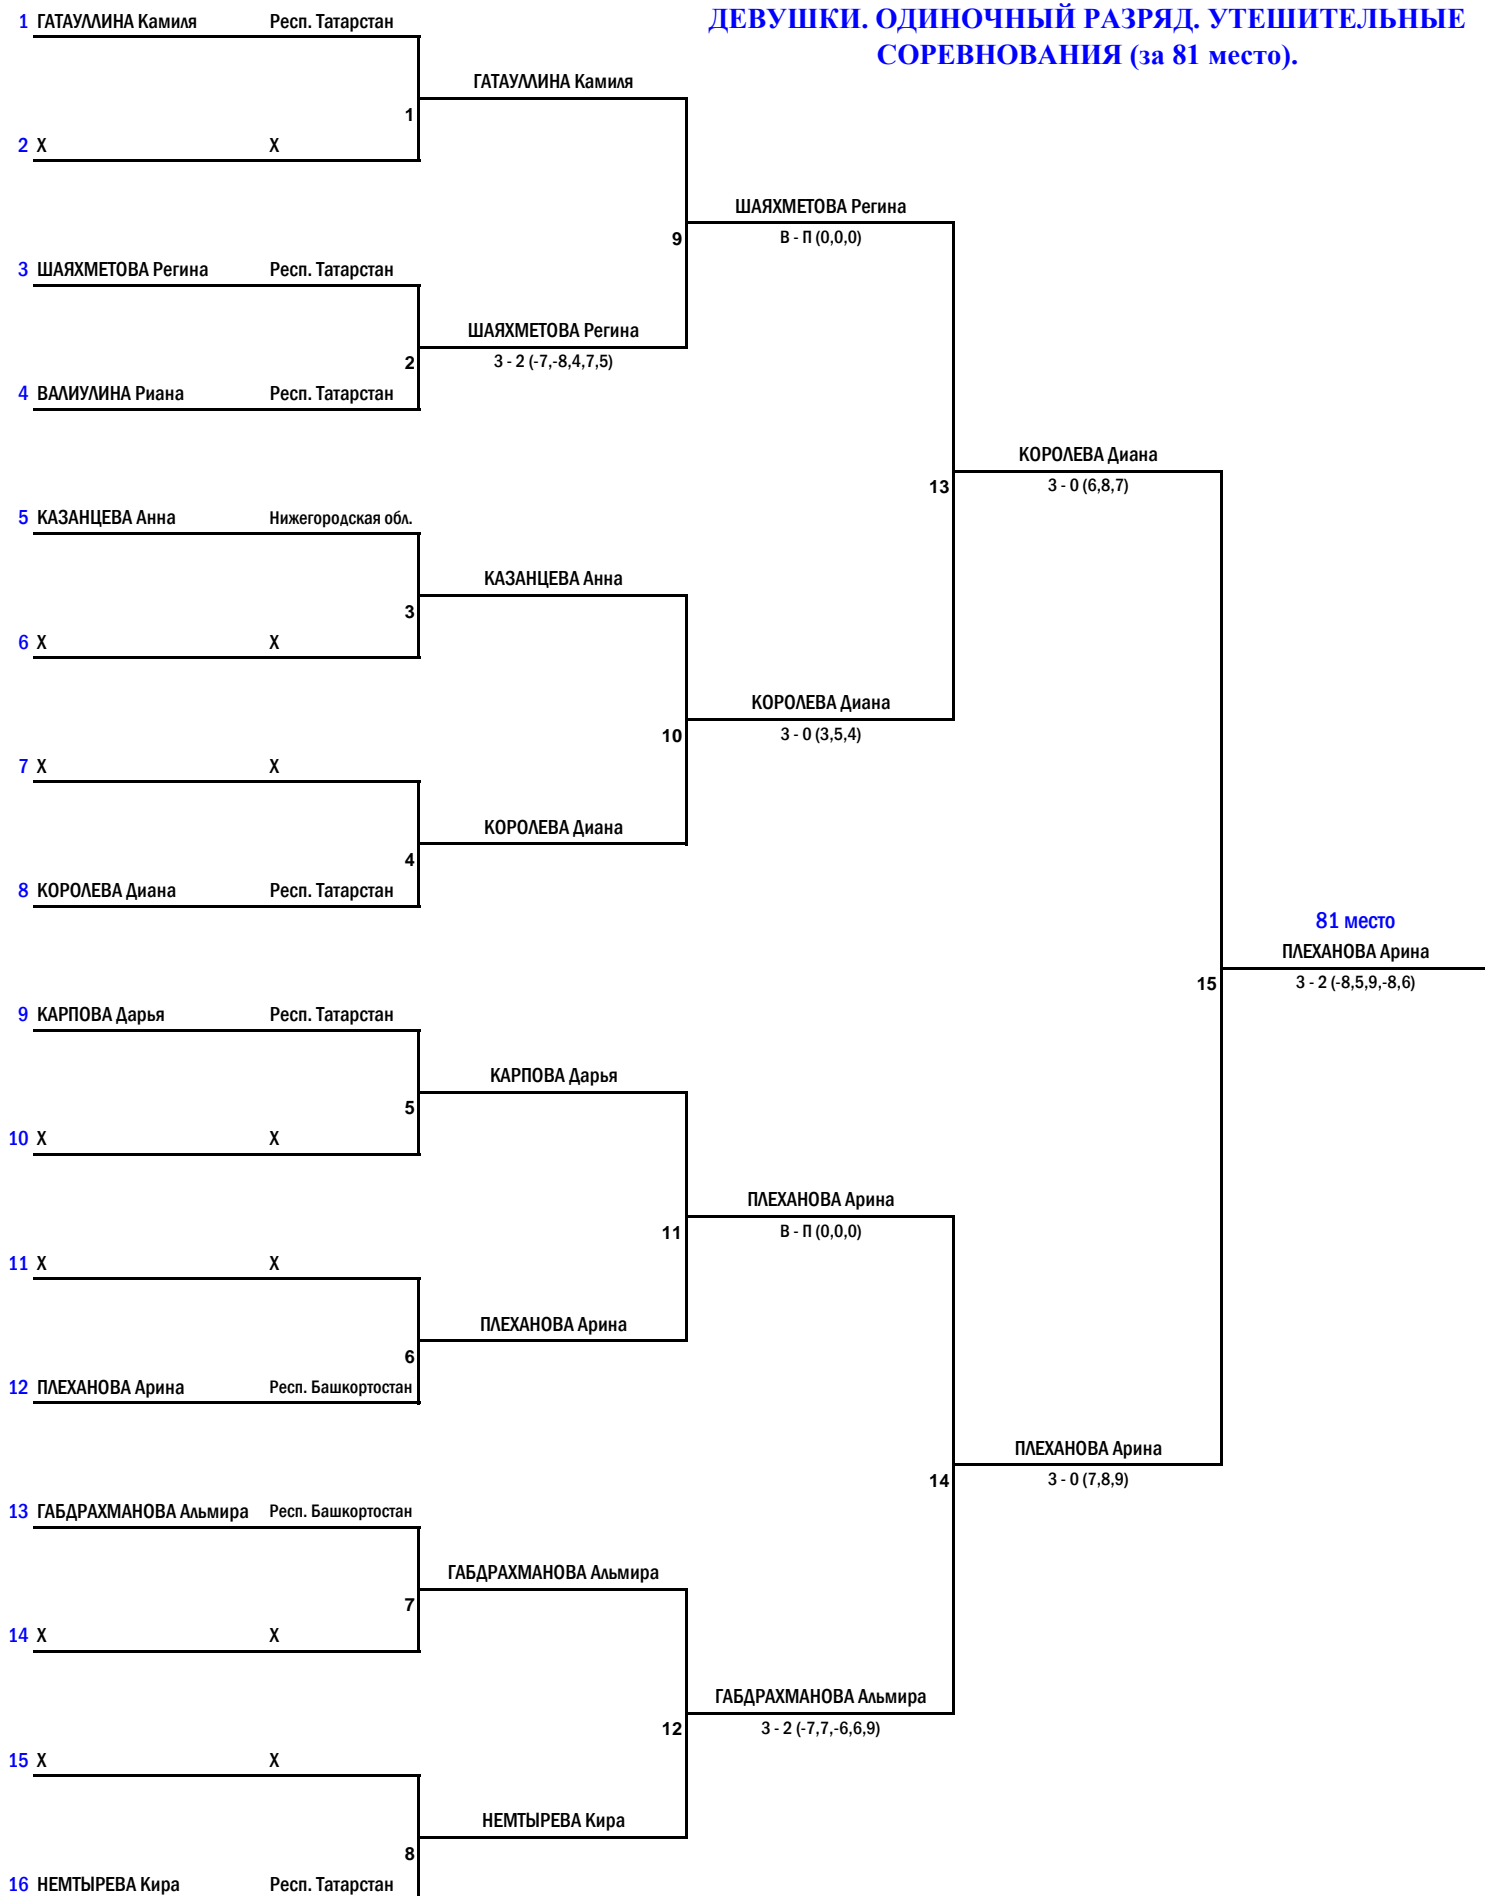 ДЕВУШКИ. ОДИНОЧНЫЙ РАЗРЯД. УТЕШИТЕЛЬНЫЕ
СОРЕВНОВАНИЯ (за 81 место).
1 ГАТАУЛЛИНА Камиля Респ. Татарстан
ГАТАУЛЛИНА Камиля
1
2 X X
ШАЯХМЕТОВА Регина
9
В - П (0,0,0)
3 ШАЯХМЕТОВА Регина Респ. Татарстан
ШАЯХМЕТОВА Регина
2
3 - 2 (-7,-8,4,7,5)
4 ВАЛИУЛИНА Риана Респ. Татарстан
КОРОЛЕВА Диана
13
3 - 0 (6,8,7)
5 КАЗАНЦЕВА Анна Нижегородская обл.
КАЗАНЦЕВА Анна
3
6 X X
КОРОЛЕВА Диана
10
3 - 0 (3,5,4)
7 X X
КОРОЛЕВА Диана
4
8 КОРОЛЕВА Диана Респ. Татарстан
81 место
ПЛЕХАНОВА Арина
15
3 - 2 (-8,5,9,-8,6)
9 КАРПОВА Дарья Респ. Татарстан
КАРПОВА Дарья
5
10 X X
ПЛЕХАНОВА Арина
11
В - П (0,0,0)
11 X X
ПЛЕХАНОВА Арина
6
12 ПЛЕХАНОВА Арина Респ. Башкортостан
ПЛЕХАНОВА Арина
14
3 - 0 (7,8,9)
13 ГАБДРАХМАНОВА Альмира Респ. Башкортостан
ГАБДРАХМАНОВА Альмира
7
14 X X
ГАБДРАХМАНОВА Альмира
12
3 - 2 (-7,7,-6,6,9)
15 X X
НЕМТЫРЕВА Кира
8
16 НЕМТЫРЕВА Кира Респ. Татарстан